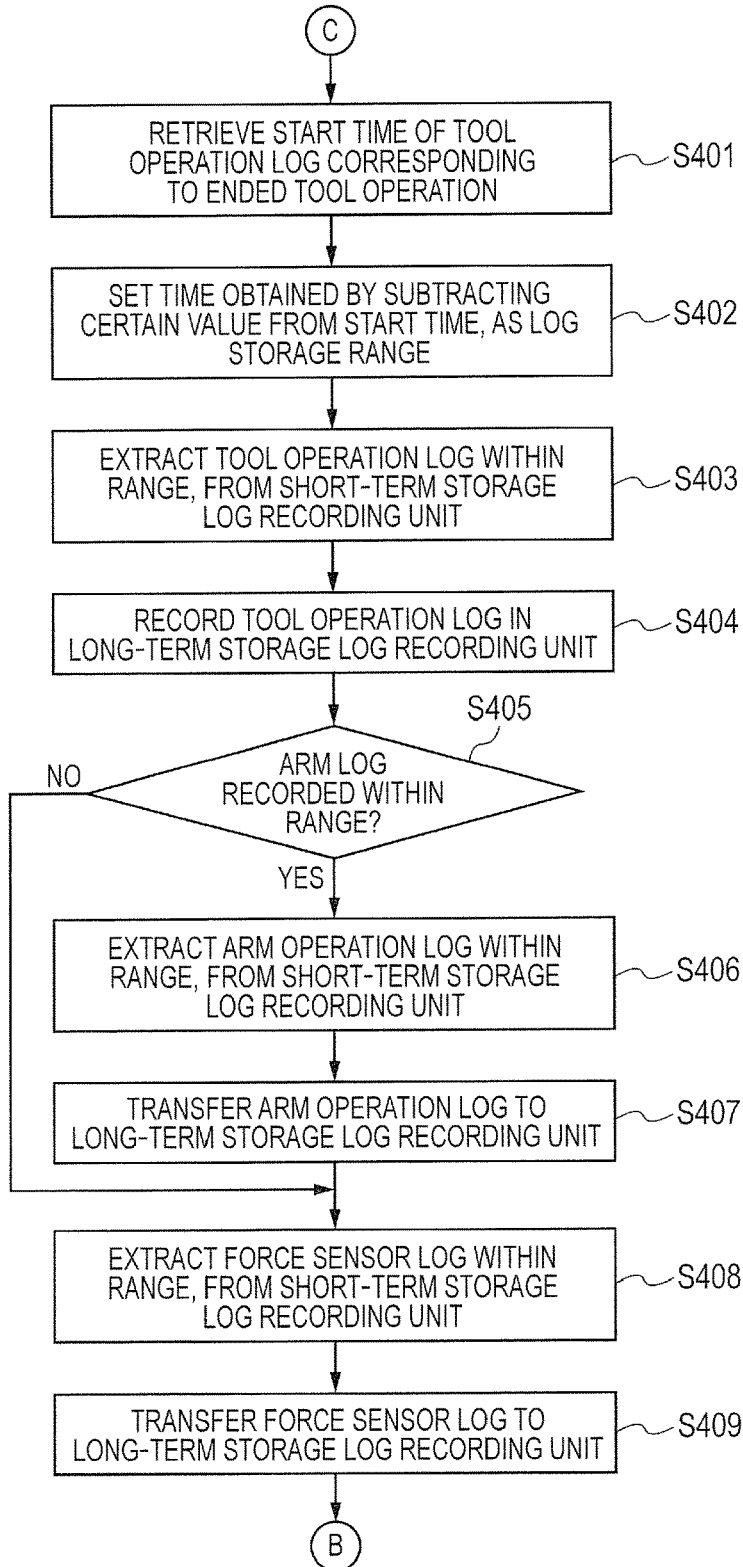 C
RETRIEVE START TIME OF TOOL
OPERATION LOG CORRESPONDING
TO ENDED TOOL OPERATION
S401
SET TIME OBTAINED BY SUBTRACTING
CERTAIN VALUE FROM START TIME, AS LOG
STORAGE RANGE
S402
EXTRACT TOOL OPERATION LOG WITHIN
RANGE, FROM SHORT-TERM STORAGE
LOG RECORDING UNIT
S403
RECORD TOOL OPERATION LOG IN
LONG-TERM STORAGE LOG RECORDING UNIT
S404
S405
NO
ARM LOG
RECORDED WITHIN
RANGE?
YES
EXTRACT ARM OPERATION LOG WITHIN
RANGE, FROM SHORT-TERM STORAGE
LOG RECORDING UNIT
S406
TRANSFER ARM OPERATION LOG TO
LONG-TERM STORAGE LOG RECORDING UNIT
S407
EXTRACT FORCE SENSOR LOG WITHIN
RANGE, FROM SHORT-TERM STORAGE
LOG RECORDING UNIT
S408
TRANSFER FORCE SENSOR LOG TO
LONG-TERM STORAGE LOG RECORDING UNIT
S409
B